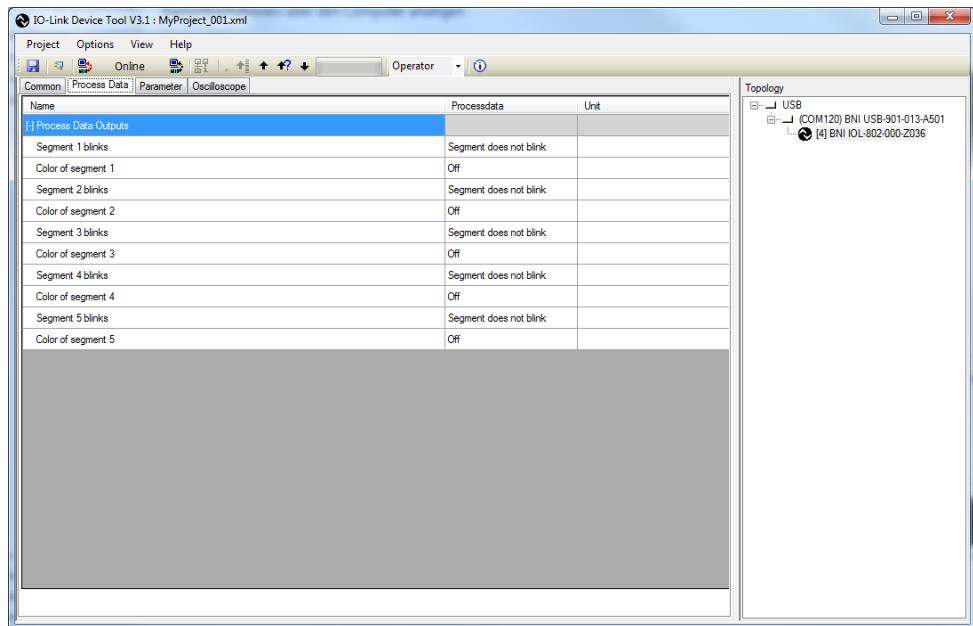 IO-Link Device Tool V3.1 : MyProject_001.xml
über den Computer anzeigen
Project Options View Help
Online Operator
Common Process Data Parameter Oscilloscope
Topology
Name Processdata Unit
USB
[-] Process Data Outputs
(COM120) BNI USB-901-013-A501
Segment 1 blinks Segment does not blink
[4] BNI IOL-802-000-Z036
Color of segment 1 Off
Segment 2 blinks Segment does not blink
Color of segment 2 Off
Segment 3 blinks Segment does not blink
Color of segment 3 Off
Segment 4 blinks Segment does not blink
Color of segment 4 Off
Segment 5 blinks Segment does not blink
Color of segment 5 Off